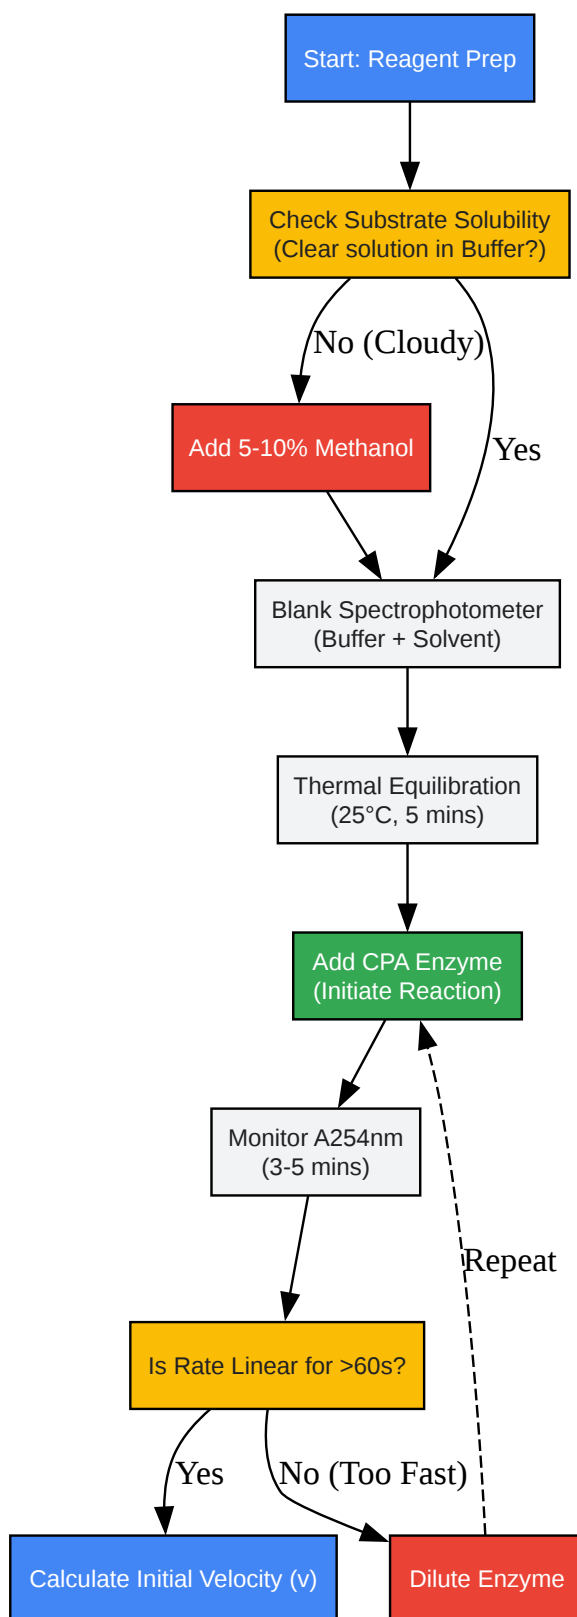 Start: Reagent Prep
Check Substrate Solubility
(Clear solution in Buffer?)
No (Cloudy)
Add 5-10% Methanol
Yes
Blank Spectrophotometer
(Buffer + Solvent)
Thermal Equilibration
(25°C, 5 mins)
Add CPA Enzyme
(Initiate Reaction)
Monitor A254nm
(3-5 mins)
Repeat
Is Rate Linear for >60s?
Yes
No (Too Fast)
Calculate Initial Velocity (v)
Dilute Enzyme